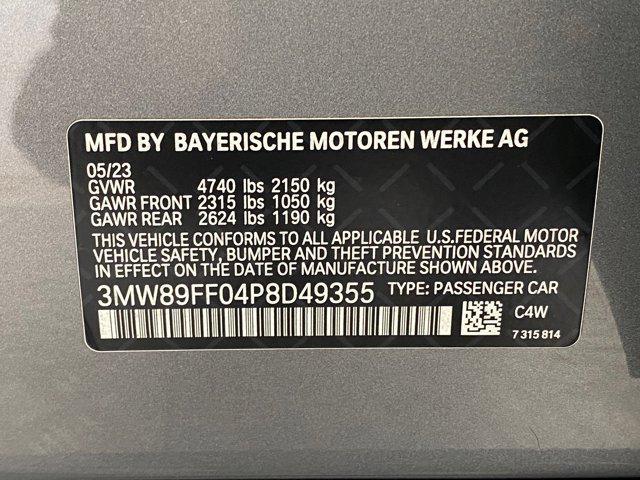 MFD BY BAYERISCHE MOTOREN WERKE AG
05/23
GVWR 4740 lbs 2150 kg
GAWR FRONT 2315 lbs 1050 kg
GAWR REAR 2624 lbs 1190 kg
THIS VEHICLE CONFORMS TO ALL APPLICABLE U.S.FEDERAL MOTOR
VEHICLE SAFETY, BUMPER AND THEFT PREVENTION STANDARDS
IN EFFECT ON THE DATE OF MANUFACTURE SHOWN ABOVE.
3MW89FF04P8D49355 TYPE: PASSENGER CAR
C4W
7 315 814